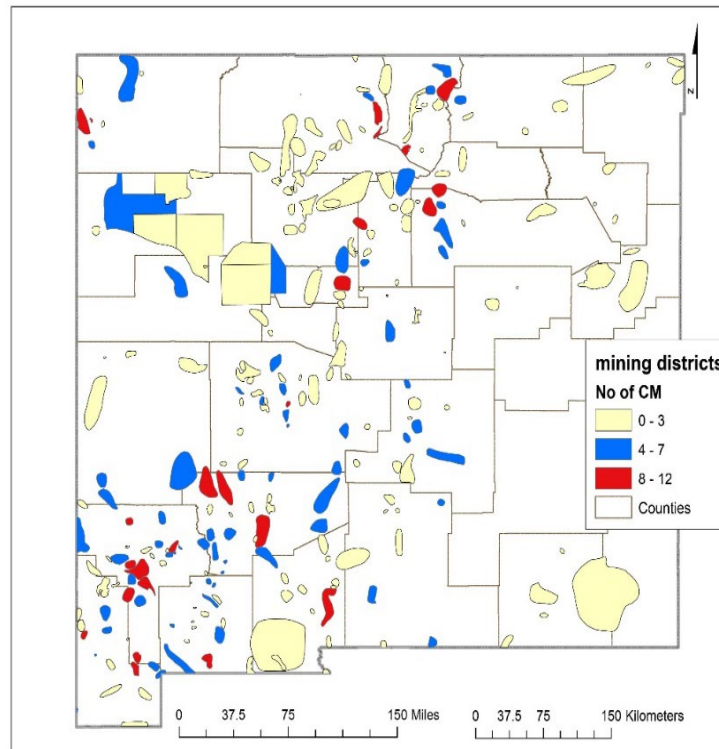 N
mining districts
No of CM
0 - 3
4 - 7
8 - 12
Counties
0 37.5 75 150 Miles
0 37.5 75 150 Kilometers